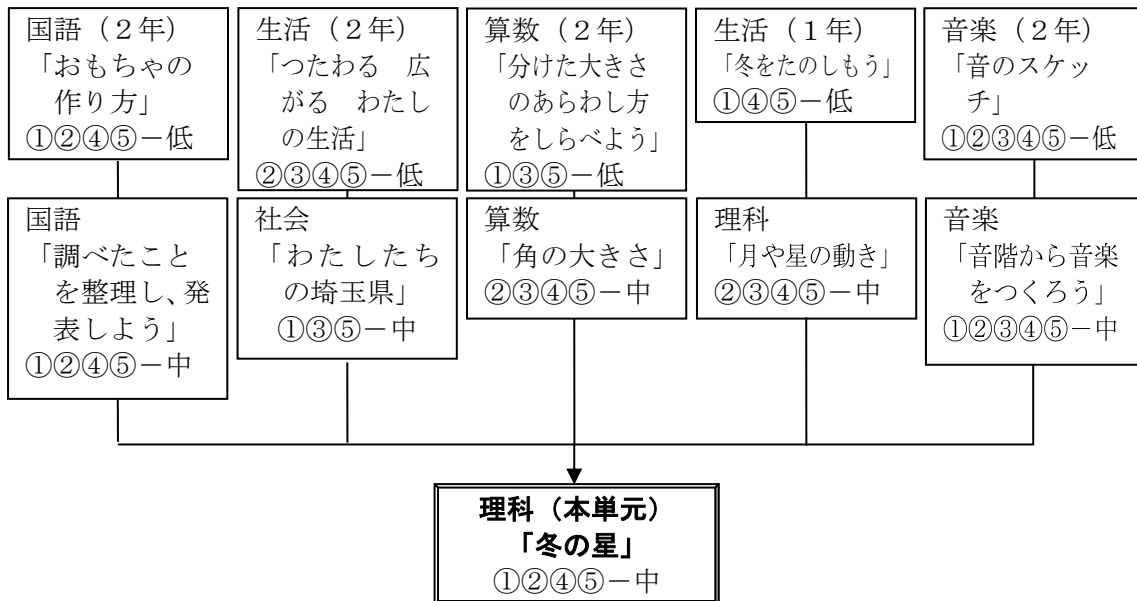 国語（２年）
「おもちゃの
作り方」
①②④⑤－低
生活（２年）
「つたわる　広
がる　わたし
の生活」
②③④⑤－低
算数（２年）
「分けた大きさ
のあらわし方
をしらべよう」
①③⑤－低
生活（１年）
「冬をたのしもう」
①④⑤－低
音楽（２年）
「音のスケッ
チ」
①②③④⑤－低
国語
「調べたこと
を整理し、発
表しよう」
①②④⑤－中
社会
「わたしたち
の埼玉県」
①③⑤－中
算数
「角の大きさ」
②③④⑤－中
理科
「月や星の動き」
②③④⑤－中
音楽
「音階から音楽
をつくろう」
①②③④⑤－中
理科（本単元）
「冬の星」
①②④⑤－中